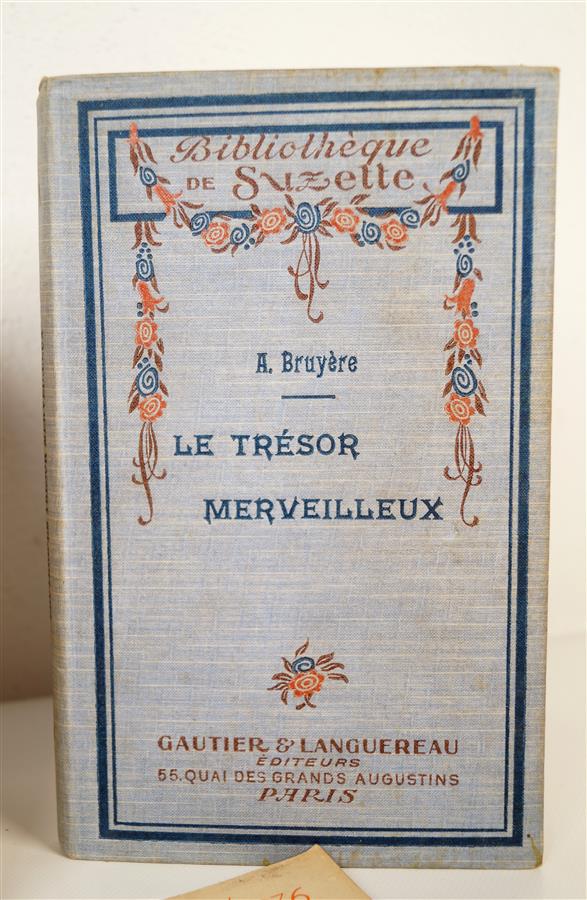 Bibliothèque
DE Suzette
A. Bruyère
LE TRÉSOR
MERVEILLEUX
GAUTIER & LANGUEREAU
ÉDITEURS
55. QUAI DES GRANDS AUGUSTINS
PARIS